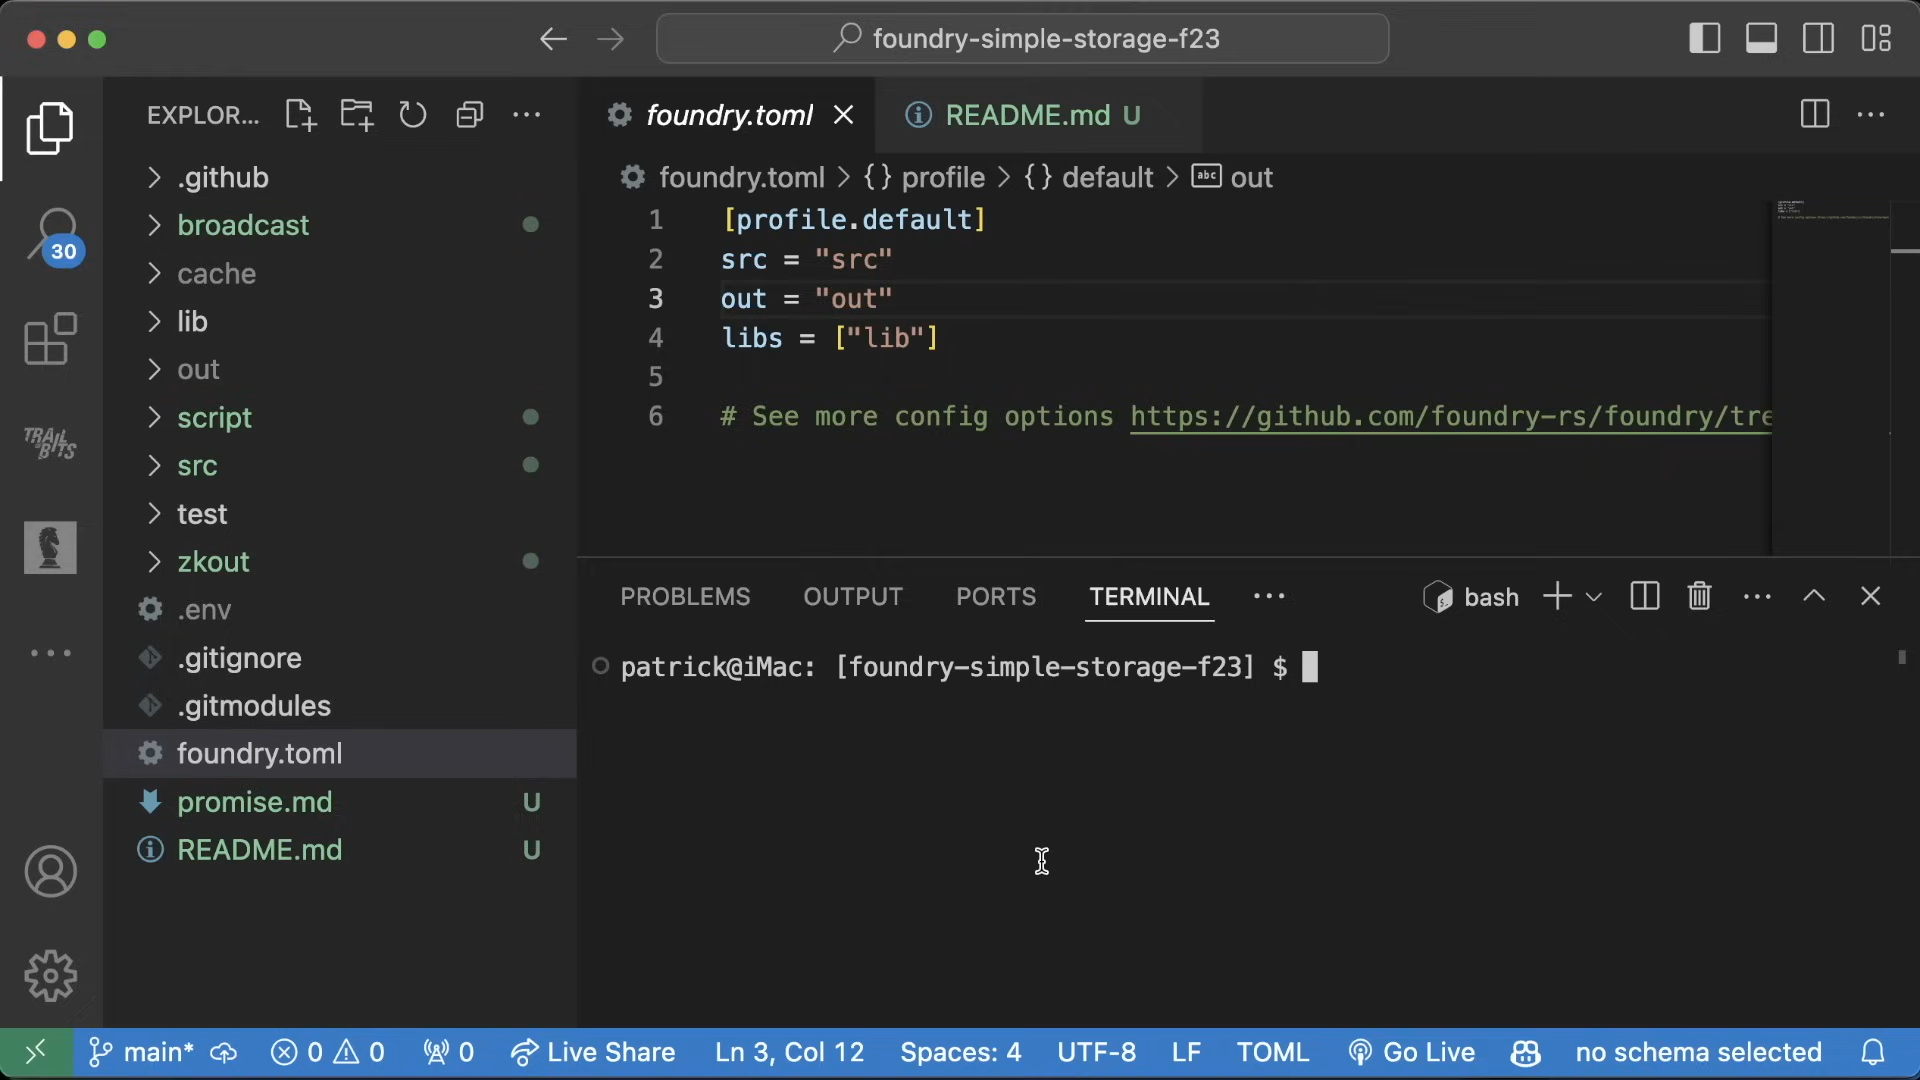 foundry-simple-storage-f23
EXPLOR...
.github
broadcast
cache
lib
out
script
src
test
zkout
.env
.gitignore
.gitmodules
foundry.toml
promise.md U
README.md U
30
TRAIL
OF
BITS
foundry.toml
README.md U
foundry.toml > {} profile > {} default > abc out
1 [profile.default]
2 src = "src"
3 out = "out"
4 libs = ["lib"]
5
6 # See more config options https://github.com/foundry-rs/foundry/tre
PROBLEMS OUTPUT PORTS TERMINAL ... bash
patrick@iMac: [foundry-simple-storage-f23] $
main* 0 0 0 Live Share Ln 3, Col 12 Spaces: 4 UTF-8 LF TOML Go Live no schema selected